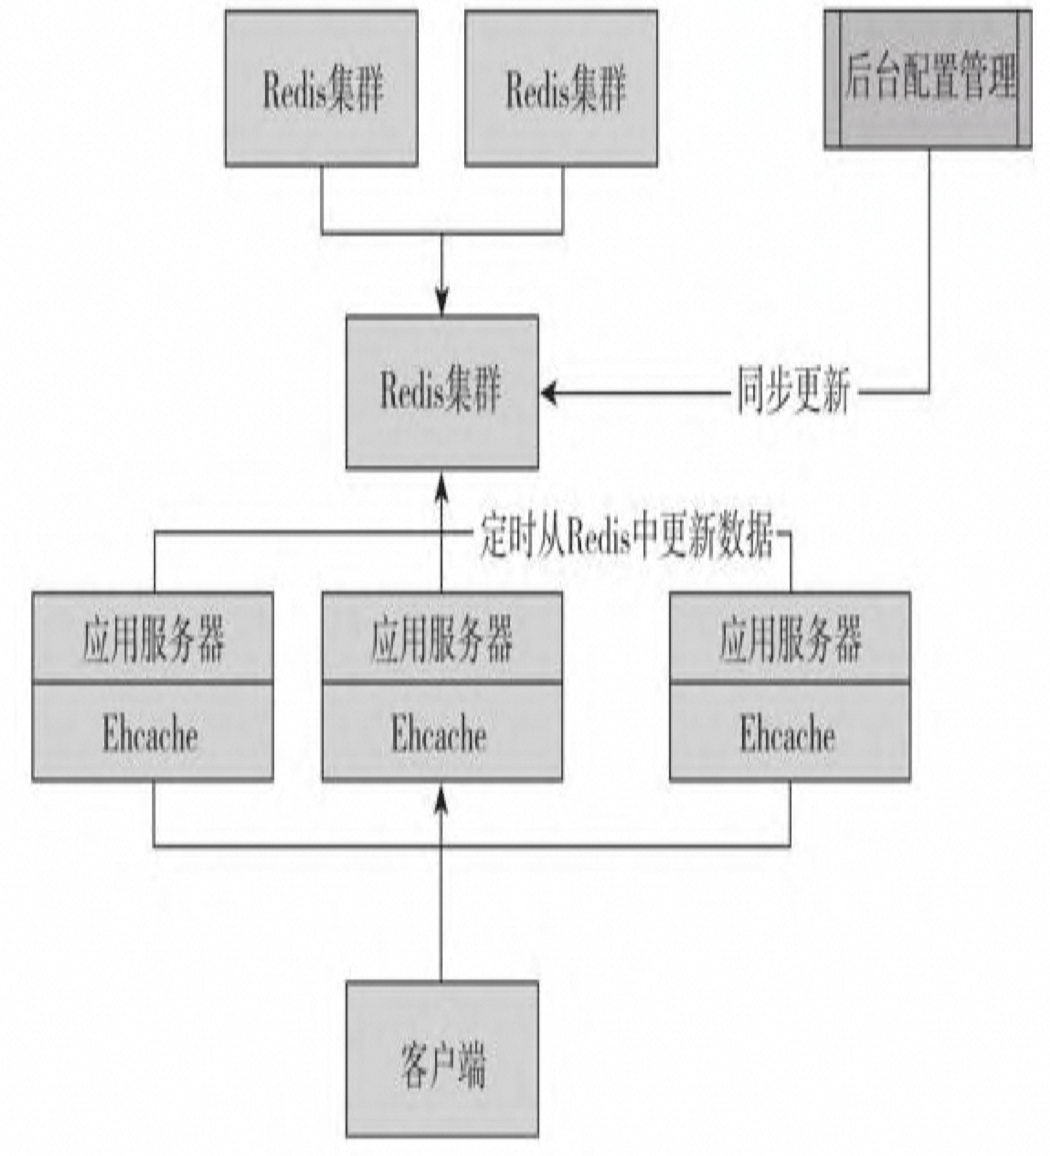 Redis集群
Redis集群
后台配置管理
Redis集群
同步更新
定时从Redis中更新数据
应用服务器
应用服务器
应用服务器
Ehcache
Ehcache
Ehcache
客户端